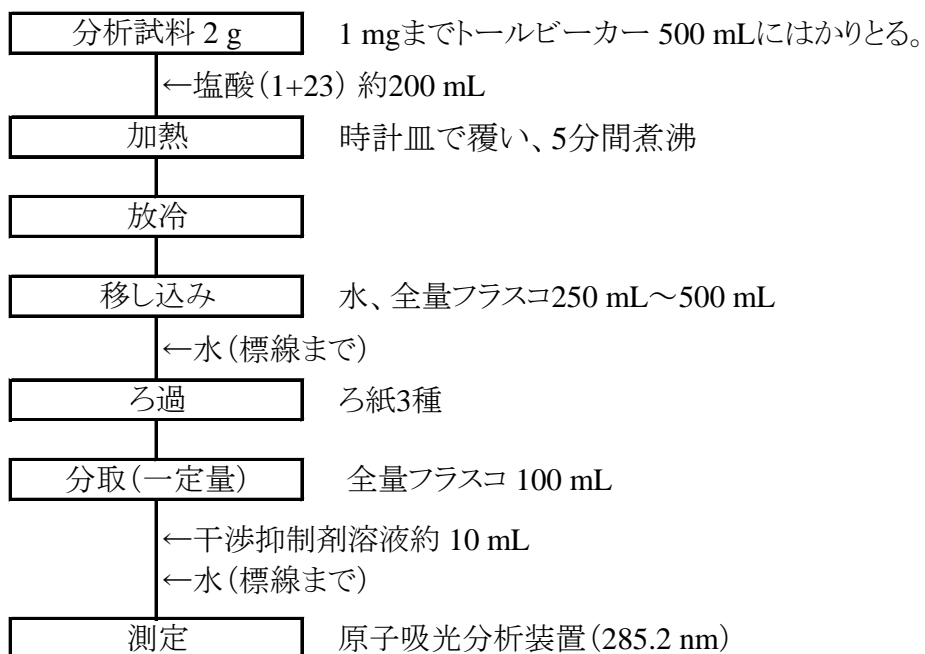 分析試料 2 g 1 mgまでトールビーカー 500 mLにはかりとる。
←塩酸（1+23） 約200 mL
加熱 時計皿で覆い、5分間煮沸
放冷
移し込み 水、全量フラスコ250 mL～500 mL
←水（標線まで）
ろ過 ろ紙3種
分取（一定量） 全量フラスコ 100 mL
←干渉抑制剤溶液約 10 mL
←水（標線まで）
測定 原子吸光分析装置（285.2 nm）